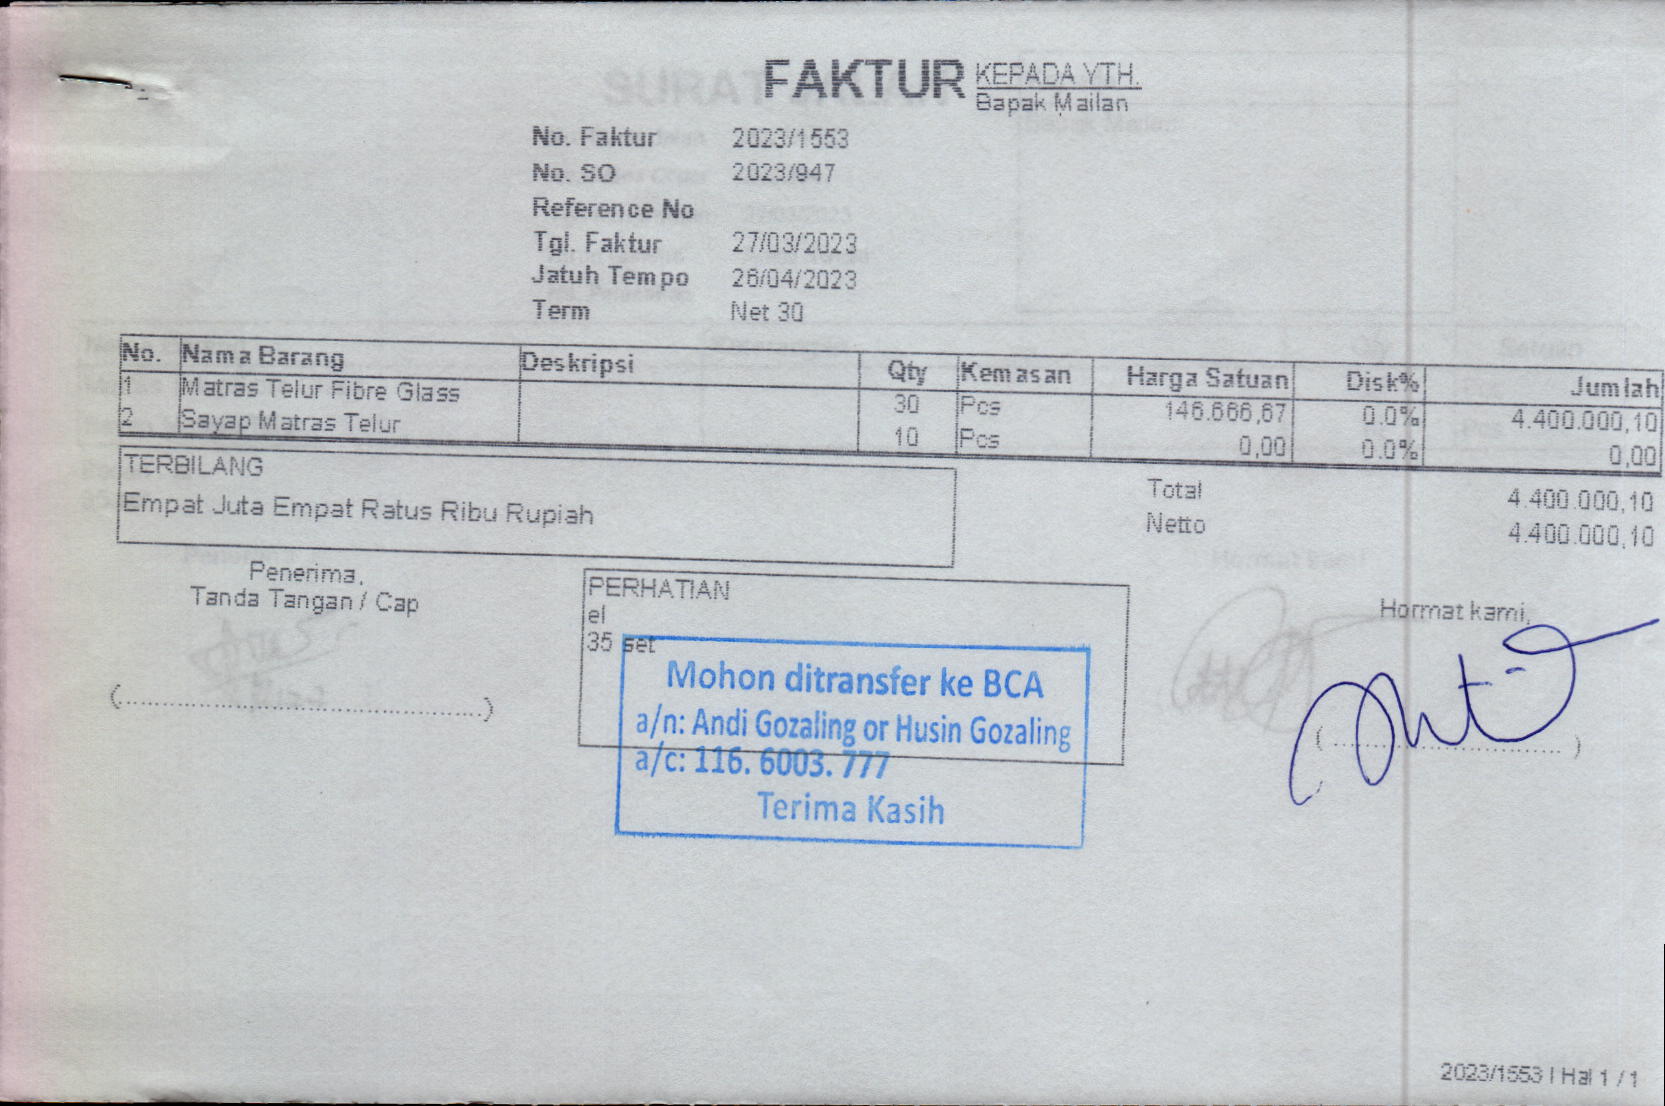 FAKTUR
KEPADA YTH.
Bapak Mailan
No. Faktur 2023/1553
No. SO 2023/947
Reference No
Tgl. Faktur 27/03/2023
Jatuh Tempo 26/04/2023
Term Net 30
No. Nama Barang Deskripsi Qty Kemasan Harga Satuan Disk% Jumlah
1 Matras Telur Fibre Glass 30 Pcs 146.666,67 0.0% 4.400.000,10
2 Sayap Matras Telur 10 Pcs 0,00 0.0% 0,00
TERBILANG
Empat Juta Empat Ratus Ribu Rupiah
Total 4.400.000,10
Netto 4.400.000,10
Penerima,
Tanda Tangan / Cap
PERHATIAN
el
35 set
Mohon ditransfer ke BCA
a/n: Andi Gozaling or Husin Gozaling
a/c: 116. 6003. 777
Terima Kasih
Hormat kami,
2023/1553 | Hal 1 / 1